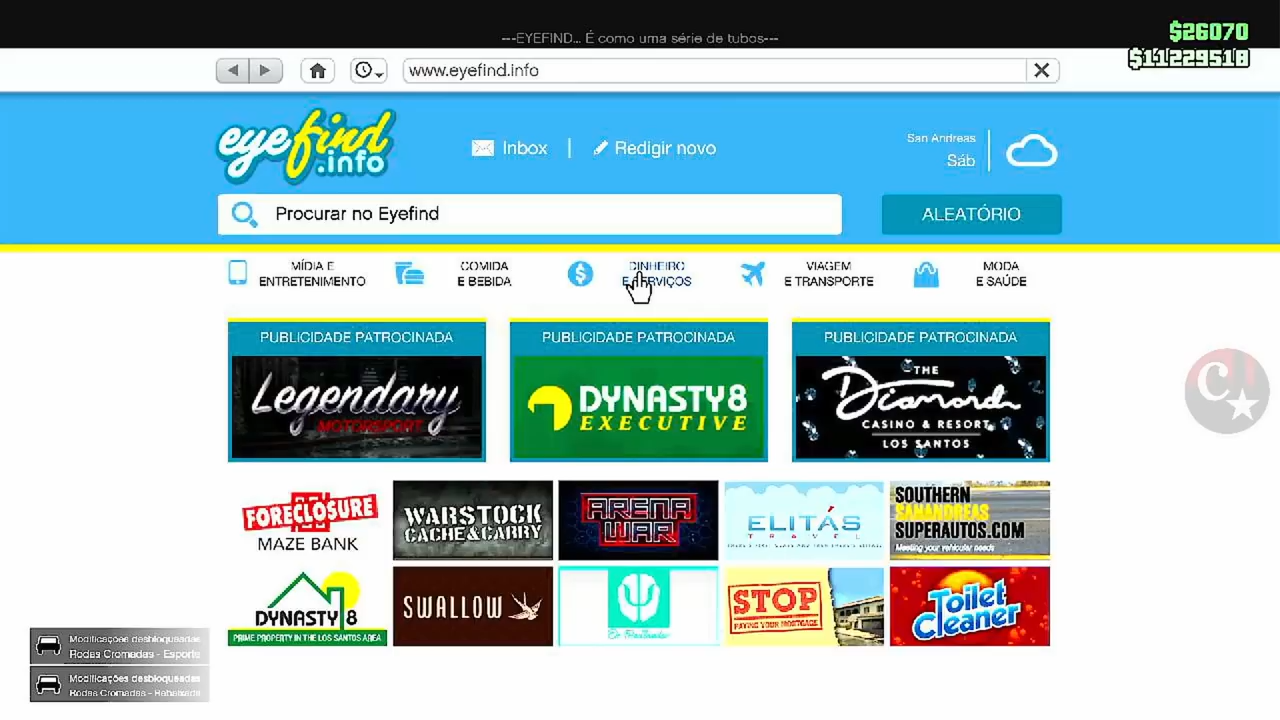 ---EYEFIND... É como uma série de tubos---
$26070
$11229518
www.eyefind.info
eyefind
.info
Inbox
Redigir novo
San Andreas
Sáb
Procurar no Eyefind
ALEATÓRIO
MÍDIA E
ENTRETENIMENTO
COMIDA
E BEBIDA
DINHEIRO
E SERVIÇOS
VIAGEM
E TRANSPORTE
MODA
E SAÚDE
PUBLICIDADE PATROCINADA
PUBLICIDADE PATROCINADA
PUBLICIDADE PATROCINADA
Legendary
MOTORSPORT
DYNASTY8
EXECUTIVE
THE
Diamond
CASINO & RESORT
LOS SANTOS
FORECLOSURE
MAZE BANK
WARSTOCK
CACHE&CARRY
ARENA
WAR
ELITÁS
TRAVEL
SOUTHERN
SANANDREAS
SUPERAUTOS.COM
Meeting your vehicular needs
DYNASTY 8
PRIME PROPERTY IN THE LOS SANTOS AREA
SWALLOW
STOP
PAYING YOUR MORTGAGE
Toilet
Cleaner
Modificações desbloqueadas
Rodas Cromadas - Esporte
Modificações desbloqueadas
Rodas Cromadas - Rebaixada